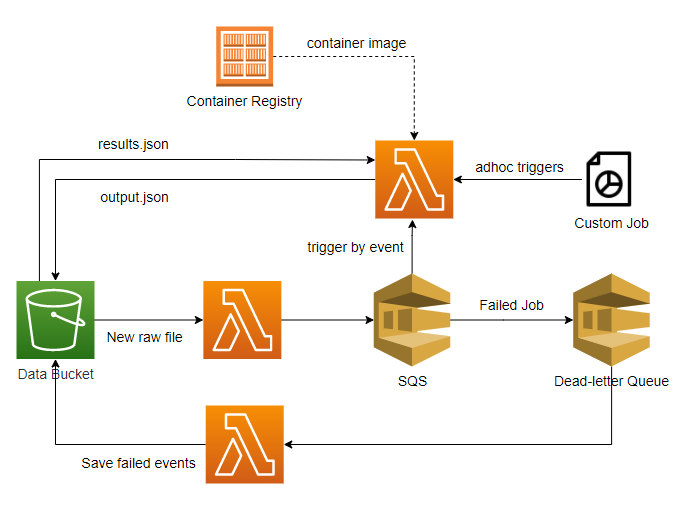 container image
Container Registry
results.json
adhoc triggers
output.json
Custom Job
trigger by event
Failed Job
New raw file
Data Bucket
SQS
Dead-letter Queue
Save failed events